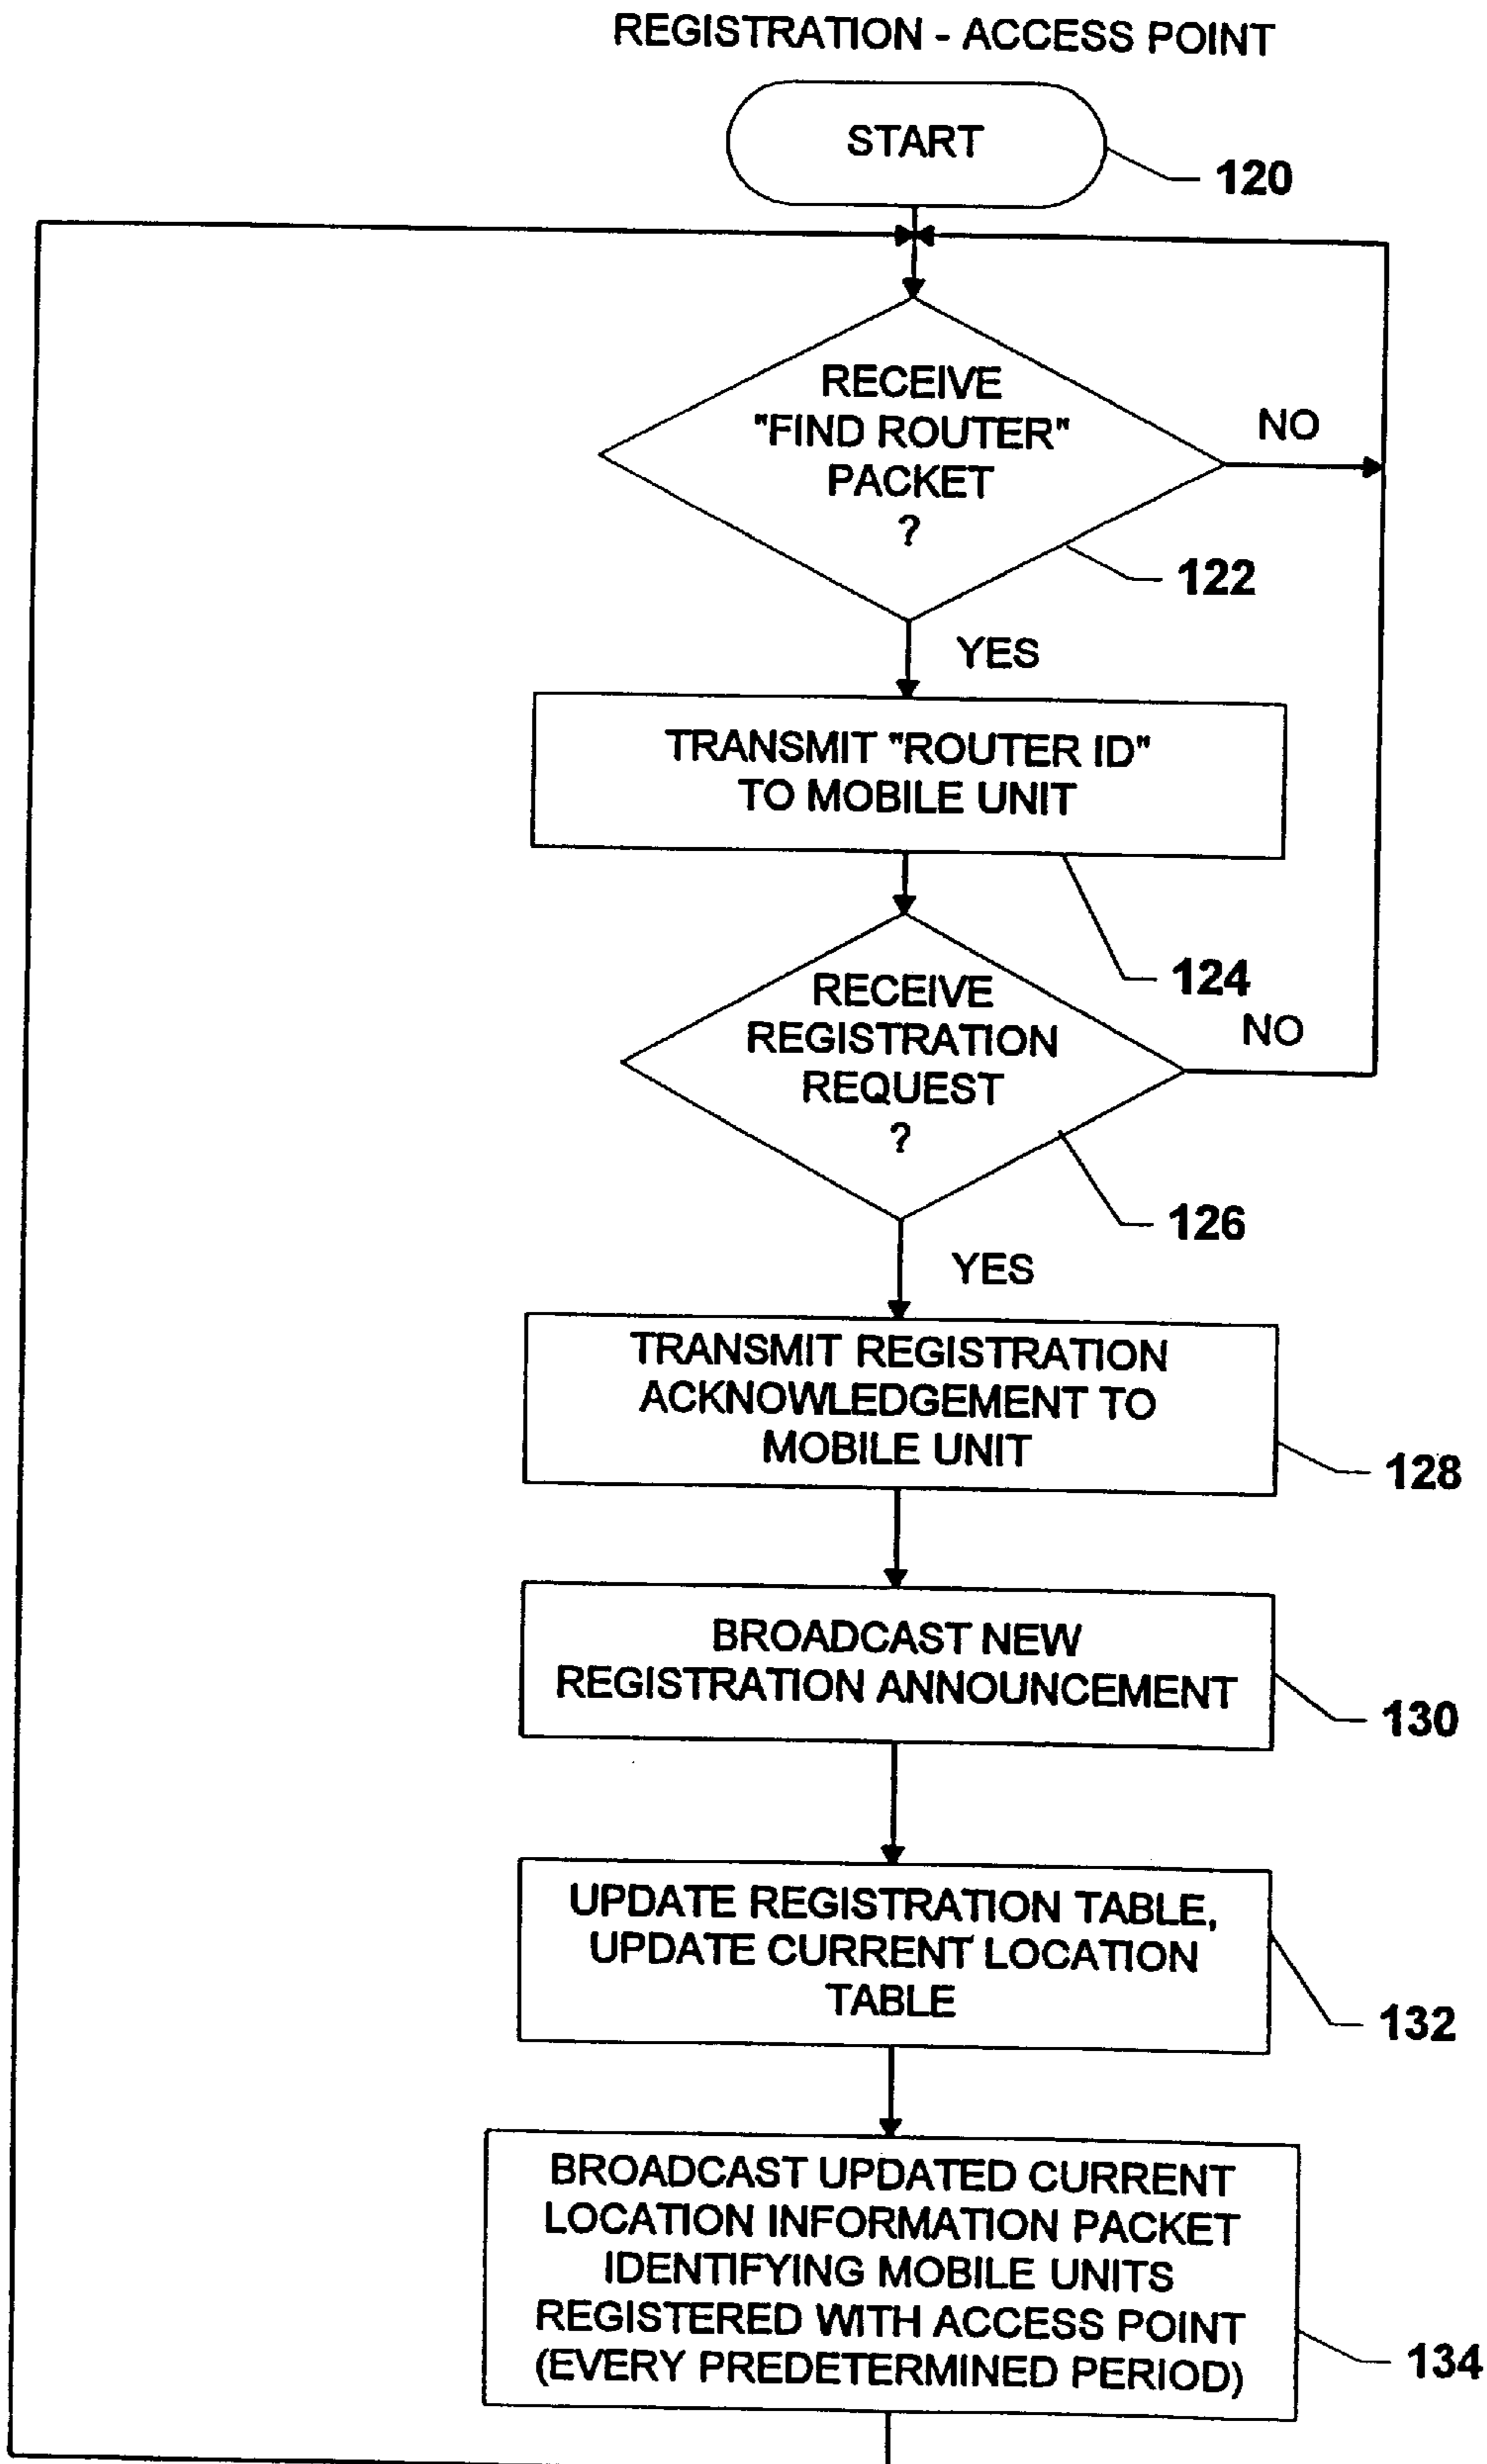 REGISTRATION - ACCESS POINT
START
120
RECEIVE
"FIND ROUTER"
PACKET
?
NO
122
YES
TRANSMIT "ROUTER ID"
TO MOBILE UNIT
124
RECEIVE
REGISTRATION
REQUEST
?
NO
126
YES
TRANSMIT REGISTRATION
ACKNOWLEDGEMENT TO
MOBILE UNIT
128
BROADCAST NEW
REGISTRATION ANNOUNCEMENT
130
UPDATE REGISTRATION TABLE,
UPDATE CURRENT LOCATION
TABLE
132
BROADCAST UPDATED CURRENT
LOCATION INFORMATION PACKET
IDENTIFYING MOBILE UNITS
REGISTERED WITH ACCESS POINT
(EVERY PREDETERMINED PERIOD)
134